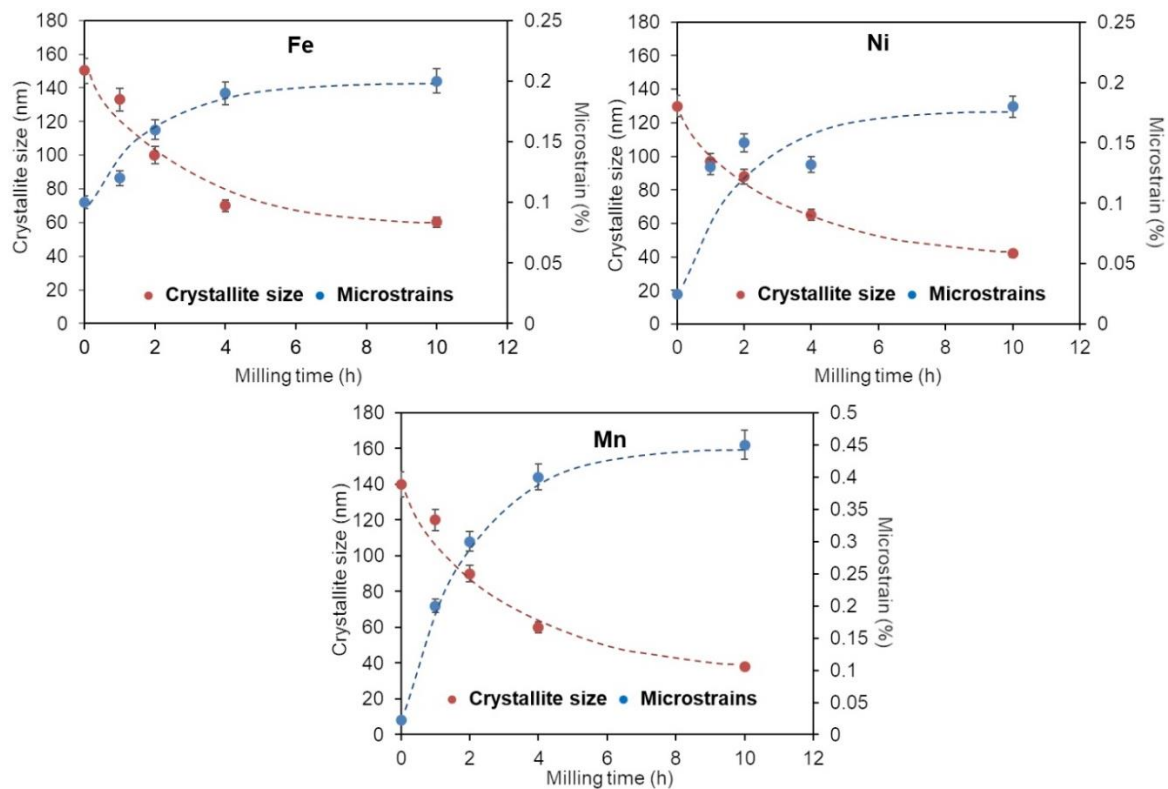 Fe
Crystallite size (nm)
180
160
140
120
100
80
60
40
20
0
0.25
0.2
0.15
0.1
0.05
0
Microstrain (%)
Crystallite size Microstrains
0 2 4 6 8 10 12
Milling time (h)
Ni
Crystallite size (nm)
180
160
140
120
100
80
60
40
20
0
0.25
0.2
0.15
0.1
0.05
0
Microstrain (%)
Crystallite size Microstrains
0 2 4 6 8 10 12
Milling time (h)
Mn
Crystallite size (nm)
180
160
140
120
100
80
60
40
20
0
0.5
0.45
0.4
0.35
0.3
0.25
0.2
0.15
0.1
0.05
0
Microstrain (%)
Crystallite size Microstrains
0 2 4 6 8 10 12
Milling time (h)